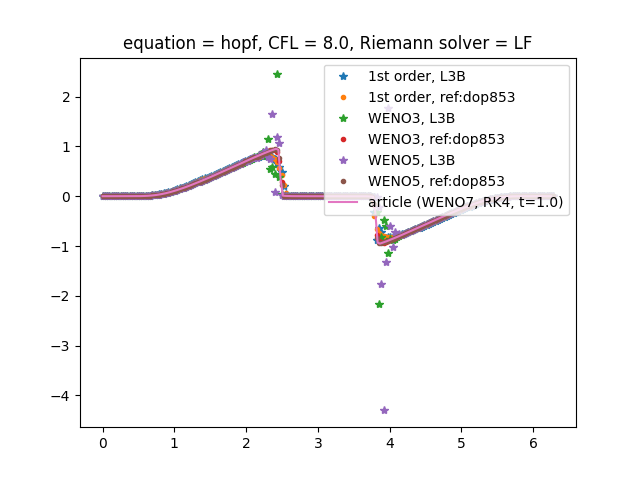 equation = hopf, CFL = 8.0, Riemann solver = LF
1st order, L3B
1st order, ref:dop853
WENO3, L3B
WENO3, ref:dop853
WENO5, L3B
WENO5, ref:dop853
article (WENO7, RK4, t=1.0)
2
1
0
−1
−2
−3
−4
0 1 2 3 4 5 6